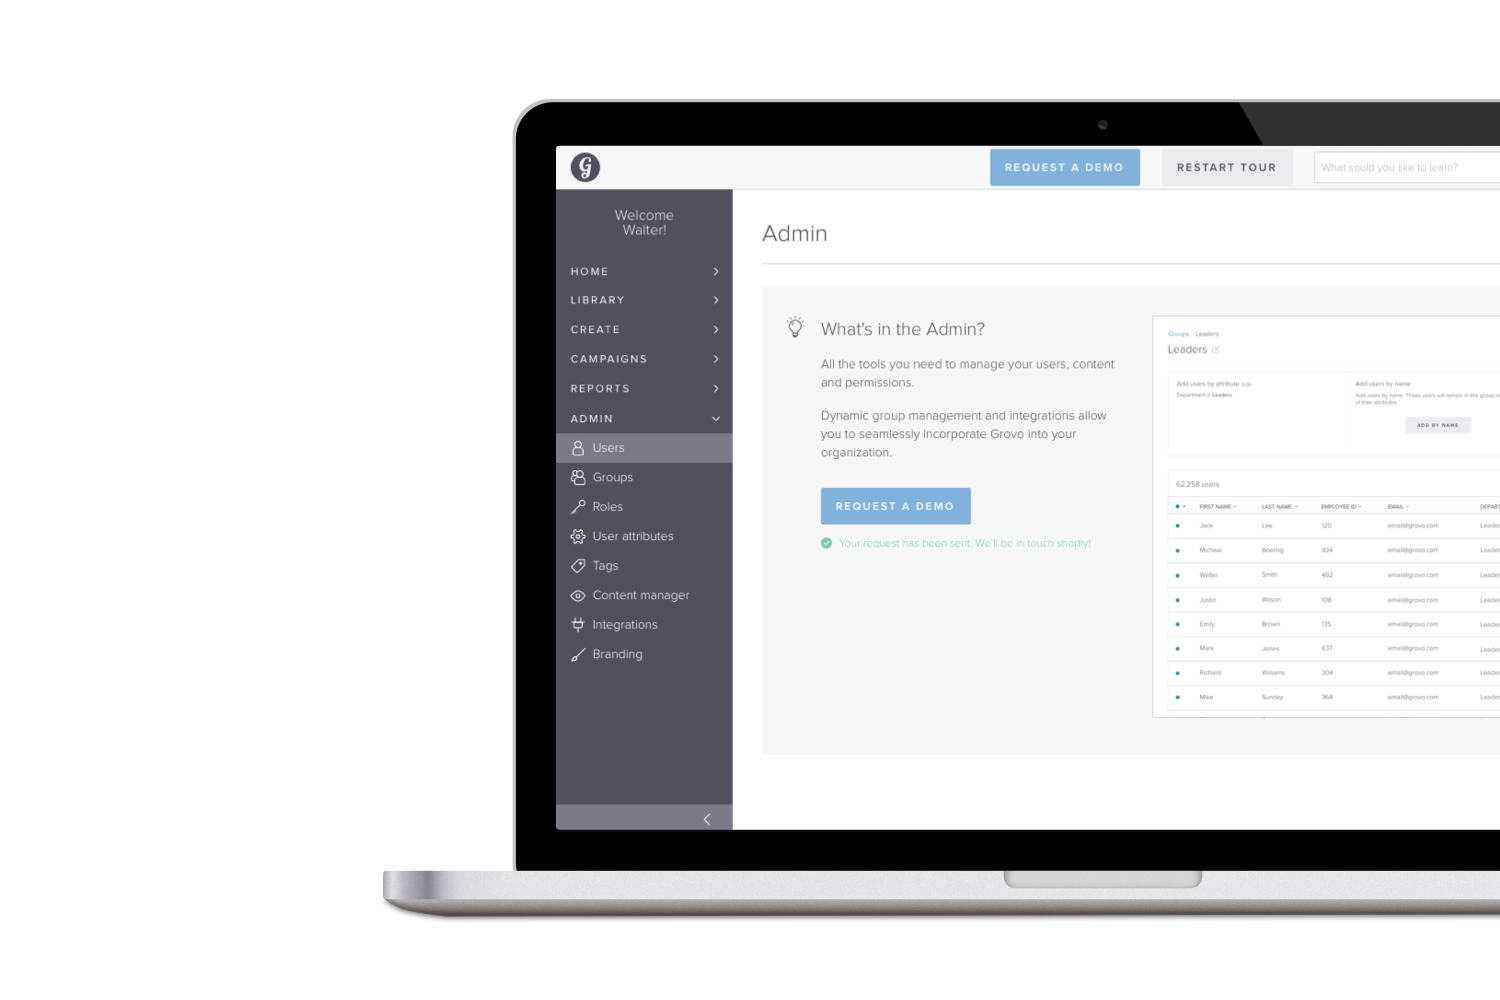 G
REQUEST A DEMO
RESTART TOUR
What sould you like to learn?
Welcome
Walter!
HOME
LIBRARY
CREATE
CAMPAIGNS
REPORTS
ADMIN
Users
Groups
Roles
User attributes
Tags
Content manager
Integrations
Branding
Admin
What's in the Admin?
All the tools you need to manage your users, content
and permissions.
Dynamic group management and integrations allow
you to seamlessly incorporate Grovo into your
organization.
REQUEST A DEMO
Your request has been sent. We'll be in touch shortly!
Groups · Leaders
Leaders
Add users by attribute Edit
Department is Leaders
Add users by name
Add users by name. These users will remain in this group re
of their attributes.
ADD BY NAME
62,258 users
FIRST NAME LAST NAME EMPLOYEE ID EMAIL DEPART
Jack Lee 120 email@grovo.com Leader
Micheal Boeling 934 email@grovo.com Leader
Walter Smith 492 email@grovo.com Leader
Justin Wilson 108 email@grovo.com Leader
Emily Brown 135 email@grovo.com Leader
Mark Jones 637 email@grovo.com Leader
Richard Williams 304 email@grovo.com Leader
Mike Sunday 364 email@grovo.com Leader